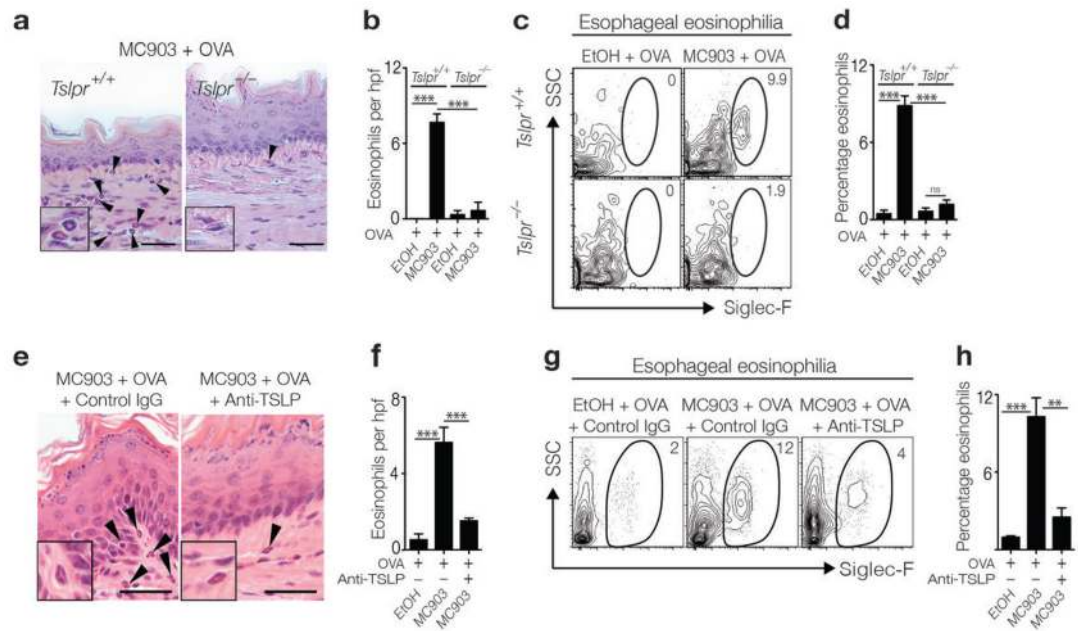 a
MC903 + OVA
Tslpr+/+
Tslpr−/−
b
Eosinophils per hpf
12
6
0
Tslpr+/+ Tslpr−/−
*** ***
OVA + + + +
EtOH
MC903
EtOH
MC903
c
Esophageal eosinophilia
EtOH + OVA MC903 + OVA
SSC
Tslpr+/+
Tslpr−/−
0
9.9
0
1.9
Siglec-F
d
Percentage eosinophils
10
5
0
Tslpr+/+ Tslpr−/−
*** ***
ns
OVA + + + +
EtOH
MC903
EtOH
MC903
e
MC903 + OVA
+ Control IgG
MC903 + OVA
+ Anti-TSLP
f
Eosinophils per hpf
8
4
0
*** ***
OVA + + +
Anti-TSLP – – +
EtOH
MC903
MC903
g
Esophageal eosinophilia
EtOH + OVA
+ Control IgG
MC903 + OVA
+ Control IgG
MC903 + OVA
+ Anti-TSLP
SSC
2
12
4
Siglec-F
h
Percentage eosinophils
12
6
0
*** **
OVA + + +
Anti-TSLP – – +
EtOH
MC903
MC903